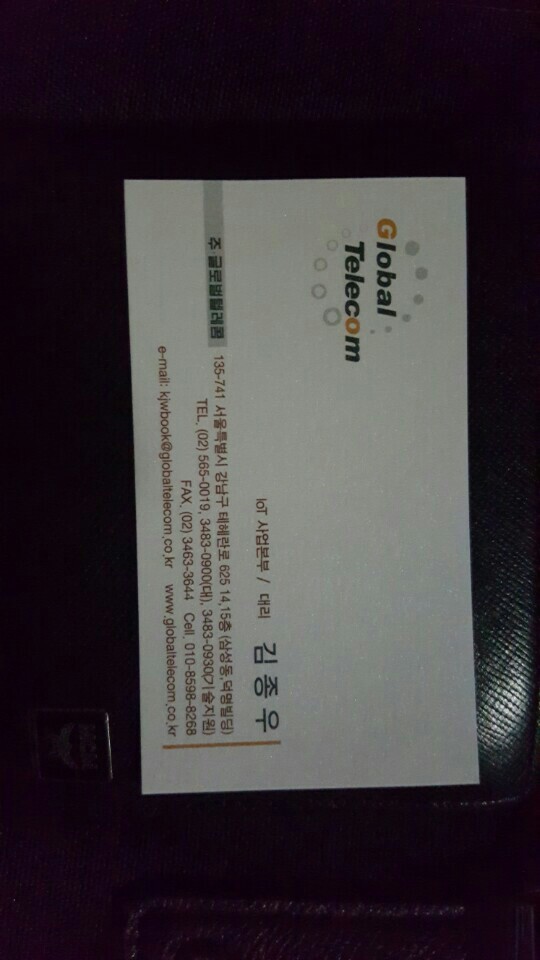 Global
Telecom
IoT 사업본부 / 대리 김종우
주 글로벌텔레콤
135-741 서울특별시 강남구 테헤란로 625 14,15층 (삼성동,덕명빌딩)
TEL. (02) 565-0019, 3483-0900(대), 3483-0930(기술지원)
FAX. (02) 3463-3644 Cell. 010-8598-8268
e-mail: kjwbook@globaltelecom.co.kr www.globaltelecom.co.kr
MCM